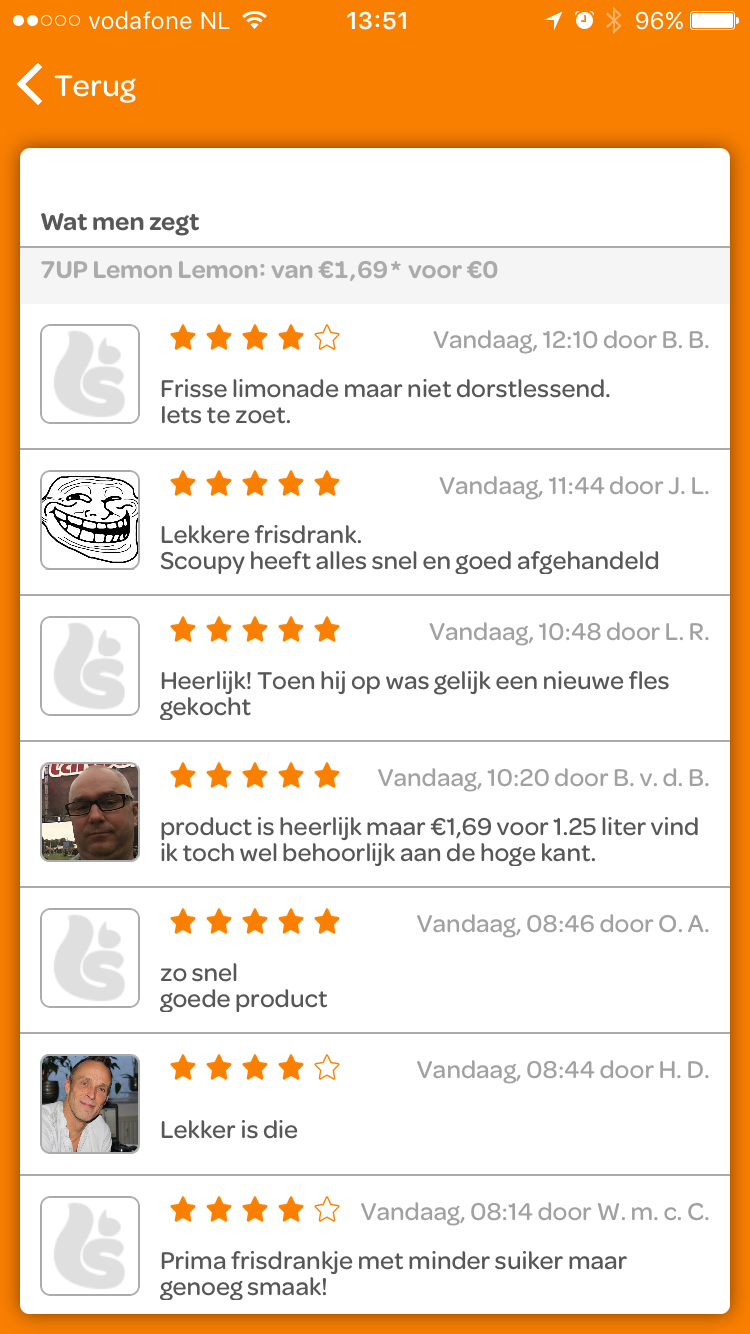 vodafone NL 13:51 96%
Terug
Wat men zegt
7UP Lemon Lemon: van €1,69* voor €0
Vandaag, 12:10 door B. B.
Frisse limonade maar niet dorstlessend.
Iets te zoet.
Vandaag, 11:44 door J. L.
Lekkere frisdrank.
Scoupy heeft alles snel en goed afgehandeld
Vandaag, 10:48 door L. R.
Heerlijk! Toen hij op was gelijk een nieuwe fles
gekocht
Vandaag, 10:20 door B. v. d. B.
product is heerlijk maar €1,69 voor 1.25 liter vind
ik toch wel behoorlijk aan de hoge kant.
Vandaag, 08:46 door O. A.
zo snel
goede product
Vandaag, 08:44 door H. D.
Lekker is die
Vandaag, 08:14 door W. m. c. C.
Prima frisdrankje met minder suiker maar
genoeg smaak!